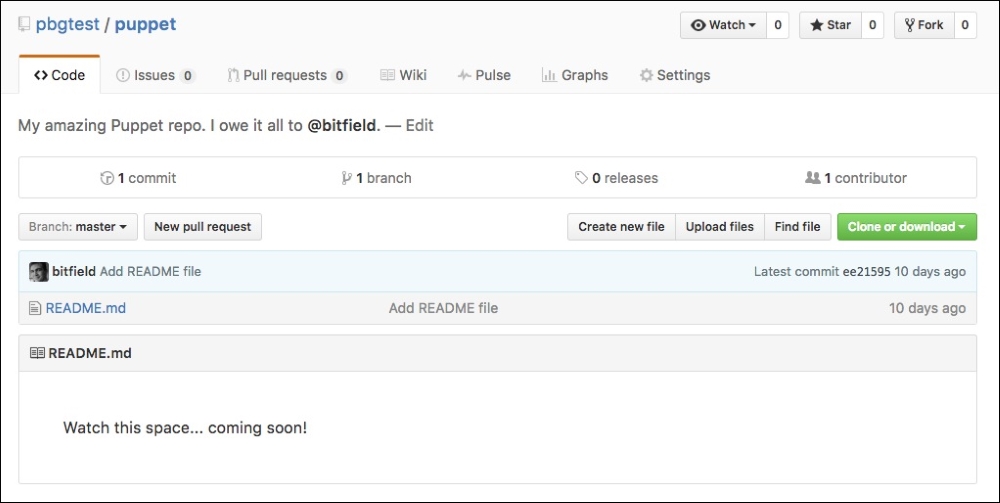 pbgtest / puppet Watch 0 Star 0 Fork 0
Code Issues 0 Pull requests 0 Wiki Pulse Graphs Settings
My amazing Puppet repo. I owe it all to @bitfield. — Edit
1 commit 1 branch 0 releases 1 contributor
Branch: master New pull request Create new file Upload files Find file Clone or download
bitfield Add README file Latest commit ee21595 10 days ago
README.md Add README file 10 days ago
README.md
Watch this space... coming soon!